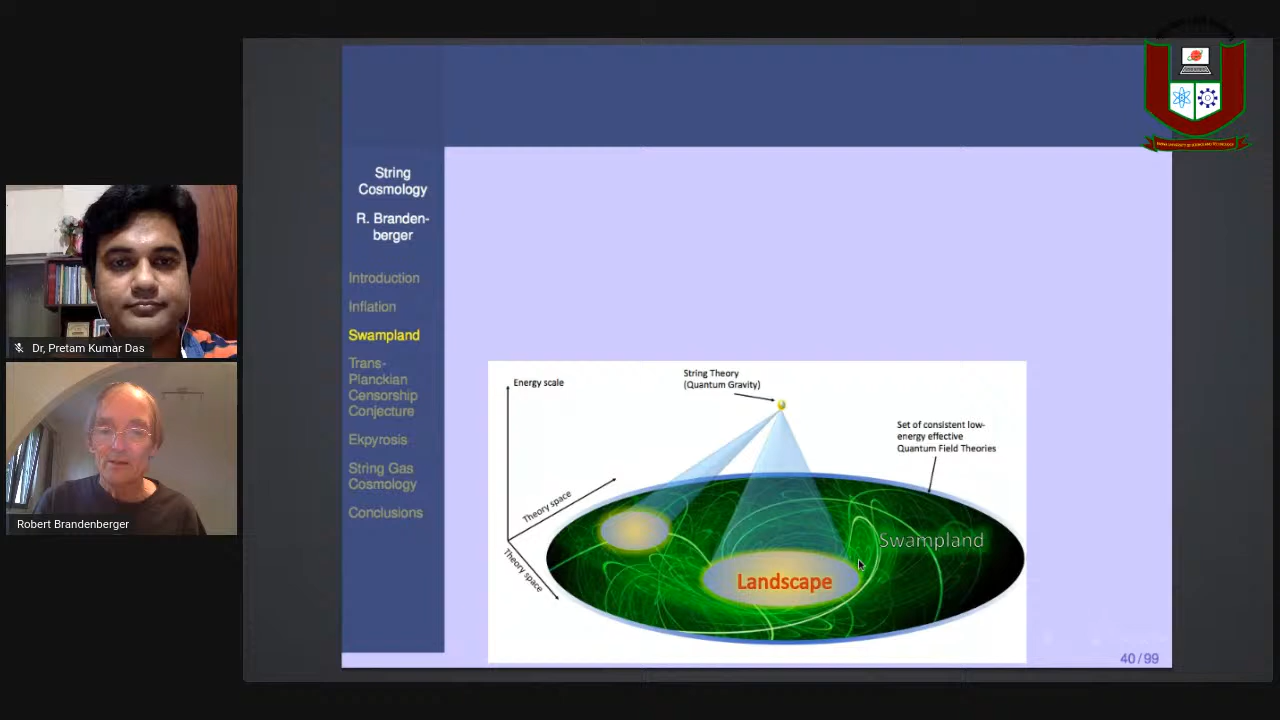 Dr, Pretam Kumar Das
Robert Brandenberger
String
Cosmology
R. Branden-
berger
Introduction
Inflation
Swampland
Trans-
Planckian
Censorship
Conjecture
Ekpyrosis
String Gas
Cosmology
Conclusions
Energy scale
String Theory
(Quantum Gravity)
Set of consistent low-
energy effective
Quantum Field Theories
Theory space
Theory space
Swampland
Landscape
40/99